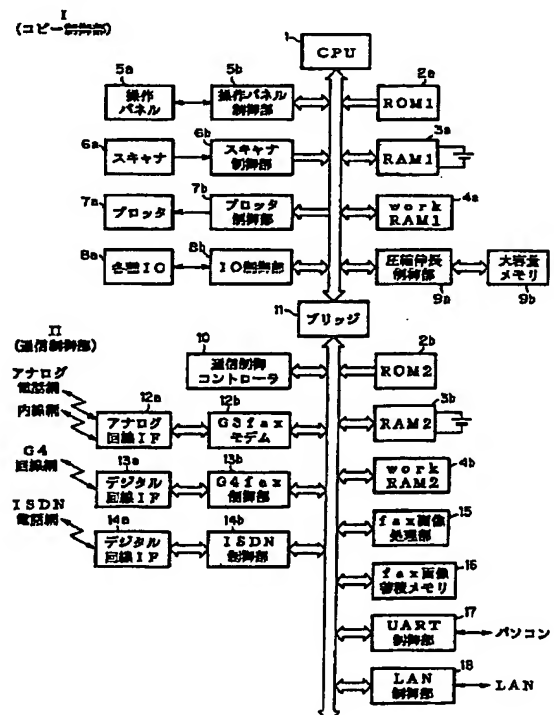 I
(コピー制御部)
1
CPU
5a
操作
パネル
5b
操作パネル
制御部
2a
ROM1
6a
スキャナ
6b
スキャナ
制御部
3a
RAM1
7a
プロッタ
7b
プロッタ
制御部
4a
work
RAM1
8a
各種IO
8b
IO制御部
圧縮伸長
制御部
9a
大容量
メモリ
9b
11
ブリッジ
II
(通信制御部)
10
通信制御
コントローラ
2b
ROM2
アナログ
電話網
内線網
12a
アナログ
回線IF
12b
G3fax
モデム
3b
RAM2
G4
回線網
13a
デジタル
回線IF
13b
G4fax
制御部
4b
work
RAM2
ISDN
電話網
14a
デジタル
回線IF
14b
ISDN
制御部
15
fax画像
処理部
16
fax画像
蓄積メモリ
17
UART
制御部
パソコン
18
LAN
制御部
LAN